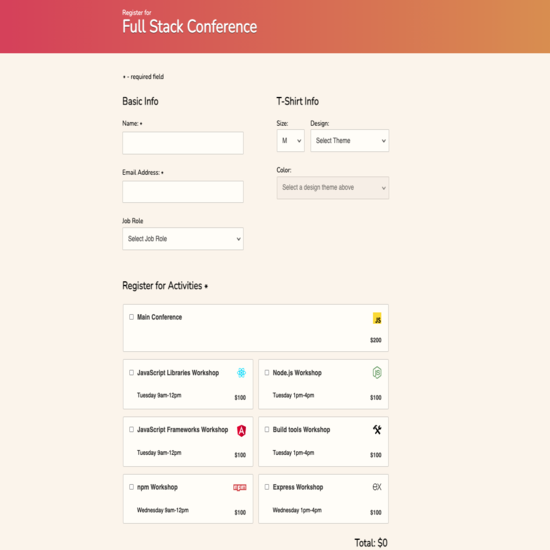 Register for
Full Stack Conference
* - required field
Basic Info
Name: *
Email Address: *
Job Role
Select Job Role
T-Shirt Info
Size:
Design:
M
Select Theme
Color:
Select a design theme above
Register for Activities *
Main Conference
JS
$200
JavaScript Libraries Workshop
Tuesday 9am-12pm
$100
Node.js Workshop
JS
Tuesday 1pm-4pm
$100
JavaScript Frameworks Workshop
A
Tuesday 9am-12pm
$100
Build tools Workshop
Tuesday 1pm-4pm
$100
npm Workshop
npm
Wednesday 9am-12pm
$100
Express Workshop
ex
Wednesday 1pm-4pm
$100
Total: $0